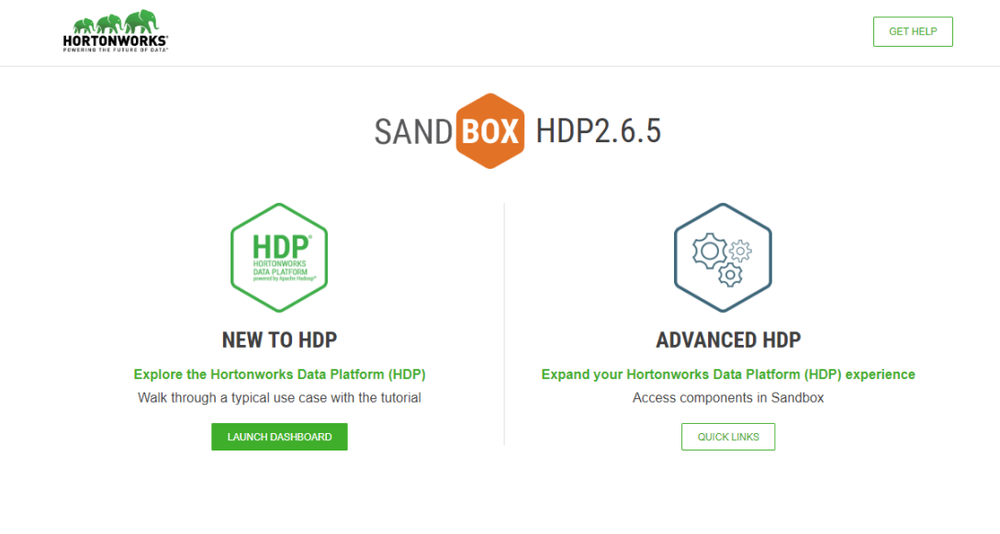 HORTONWORKS
POWERING THE FUTURE OF DATA
GET HELP
SANDBOX HDP2.6.5
HDP
HORTONWORKS
DATA PLATFORM
powered by Apache Hadoop
NEW TO HDP
Explore the Hortonworks Data Platform (HDP)
Walk through a typical use case with the tutorial
LAUNCH DASHBOARD
ADVANCED HDP
Expand your Hortonworks Data Platform (HDP) experience
Access components in Sandbox
QUICK LINKS